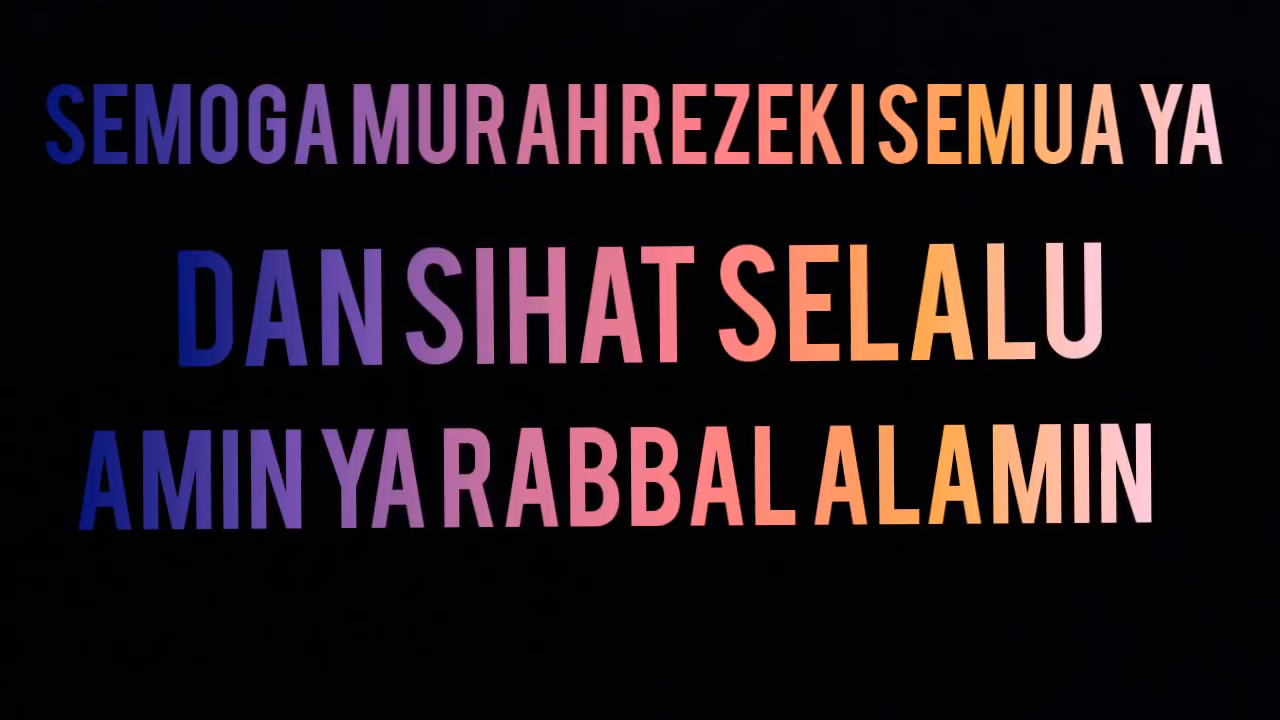 SEMOGA MURAH REZEKI SEMUA YA
DAN SIHAT SELALU
AMIN YA RABBAL ALAMIN